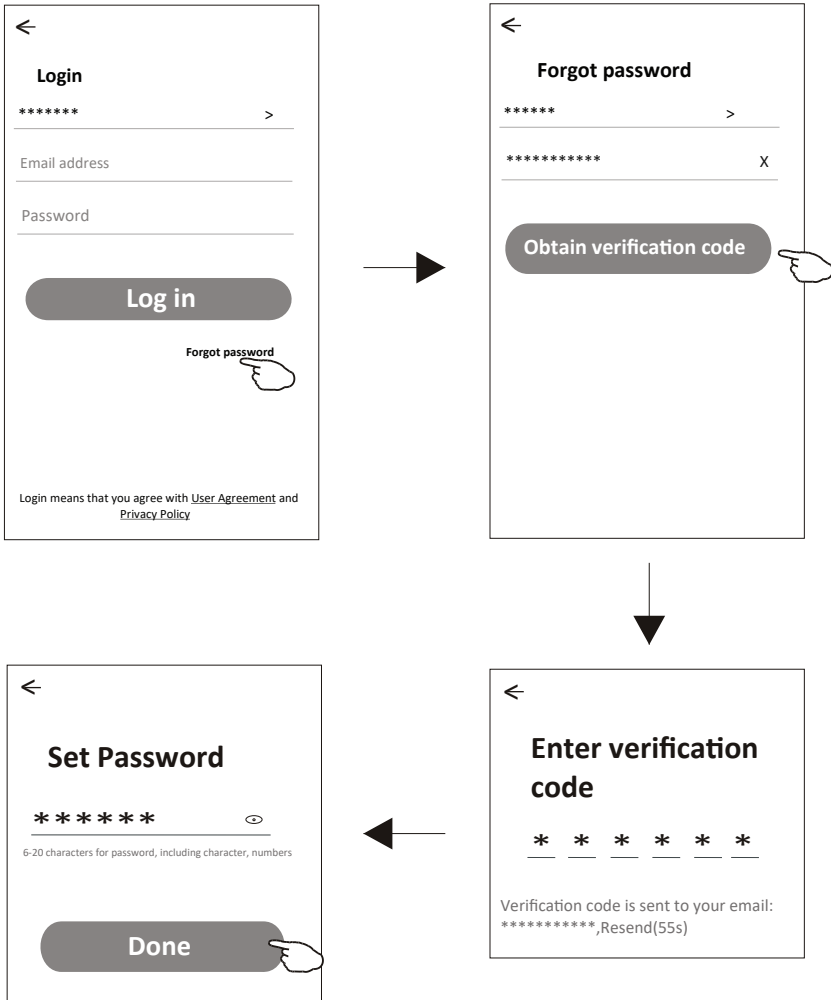 Login
******* >
Email address
Password
Log in
Forgot password
Login means that you agree with User Agreement and
Privacy Policy
Forgot password
****** >
*********** X
Obtain verification code
Enter verification
code
* * * * * *
Verification code is sent to your email:
***********,Resend(55s)
Set Password
******
6-20 characters for password, including character, numbers
Done